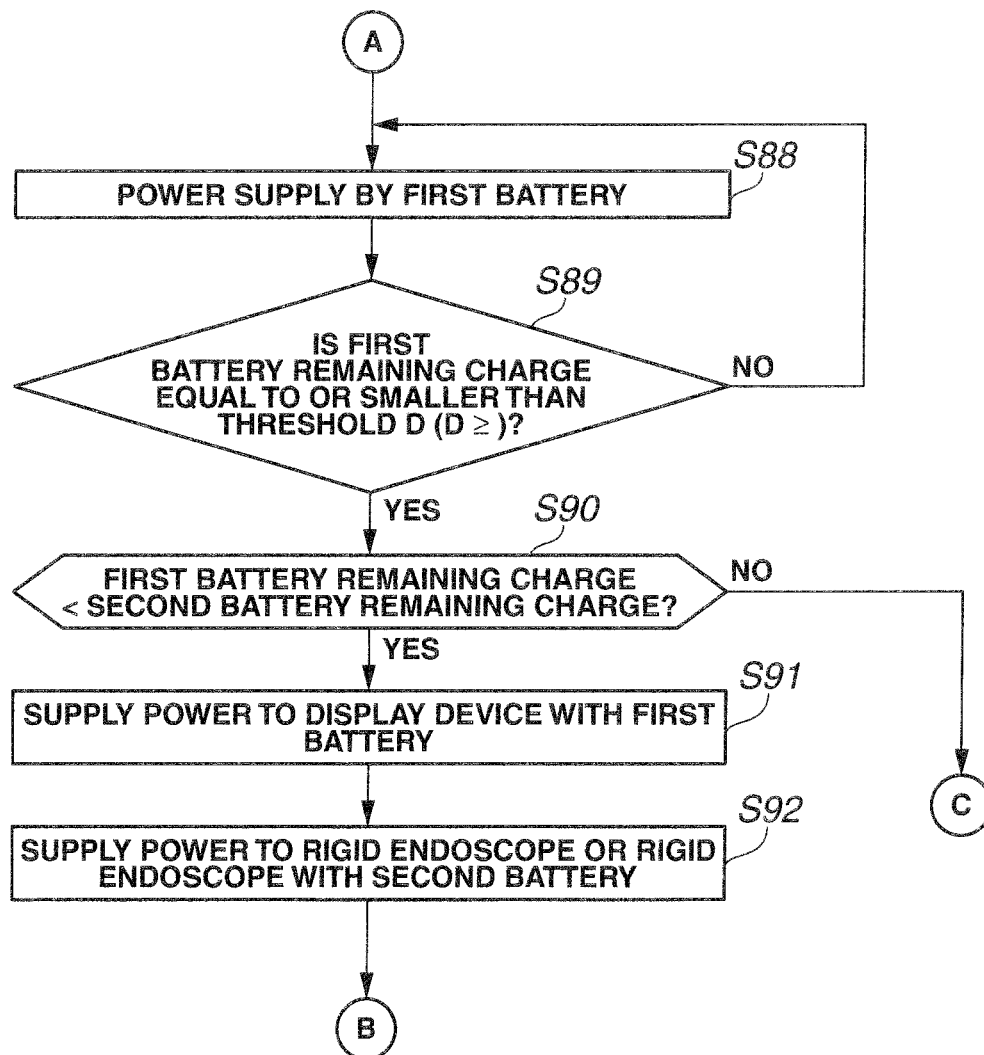 A
S88
POWER SUPPLY BY FIRST BATTERY
S89
IS FIRST
BATTERY REMAINING CHARGE
EQUAL TO OR SMALLER THAN
THRESHOLD D (D ≥ )?
NO
YES
S90
FIRST BATTERY REMAINING CHARGE
< SECOND BATTERY REMAINING CHARGE?
NO
YES
S91
SUPPLY POWER TO DISPLAY DEVICE WITH FIRST
BATTERY
C
S92
SUPPLY POWER TO RIGID ENDOSCOPE OR RIGID
ENDOSCOPE WITH SECOND BATTERY
B